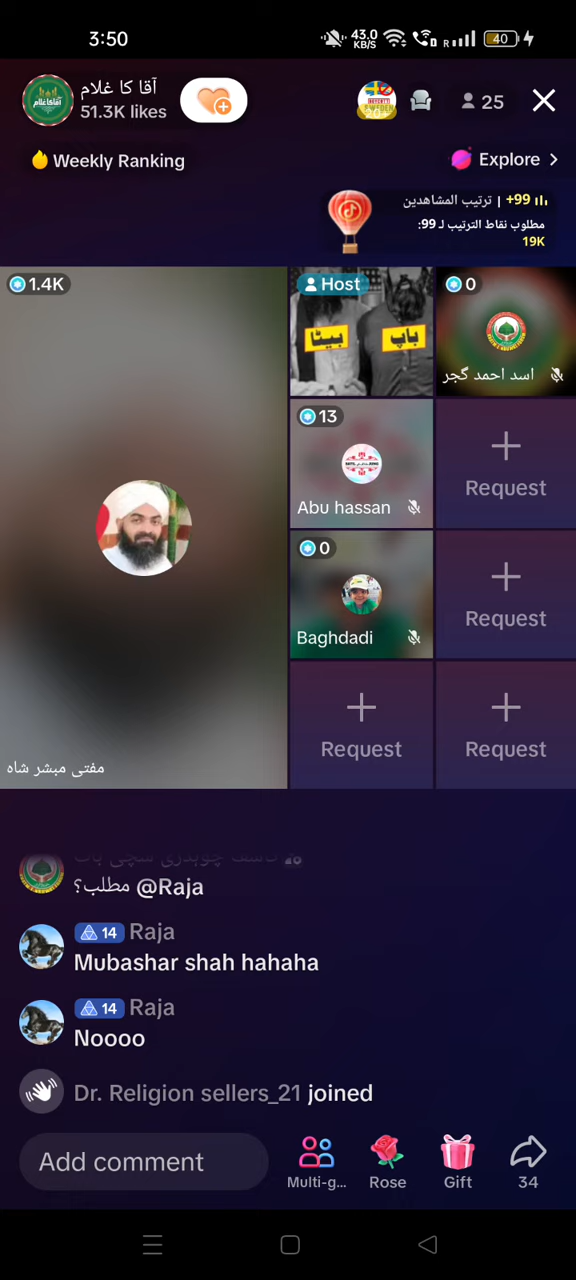 3:50
43.0
KB/S
R
40
آقا کا غلام
51.3K likes
25
Weekly Ranking
Explore
ترتيب المشاهدين | 99+
مطلوب نقاط الترتيب لـ 99:
19K
1.4K
Host
بیٹا
باپ
0
اسد احمد گجر
13
Abu hassan
Request
0
Baghdadi
Request
Request
Request
مفتی مبشر شاہ
مطلب؟ @Raja
14 Raja
Mubashar shah hahaha
14 Raja
Noooo
Dr. Religion sellers_21 joined
Add comment
Multi-g...
Rose
Gift
34